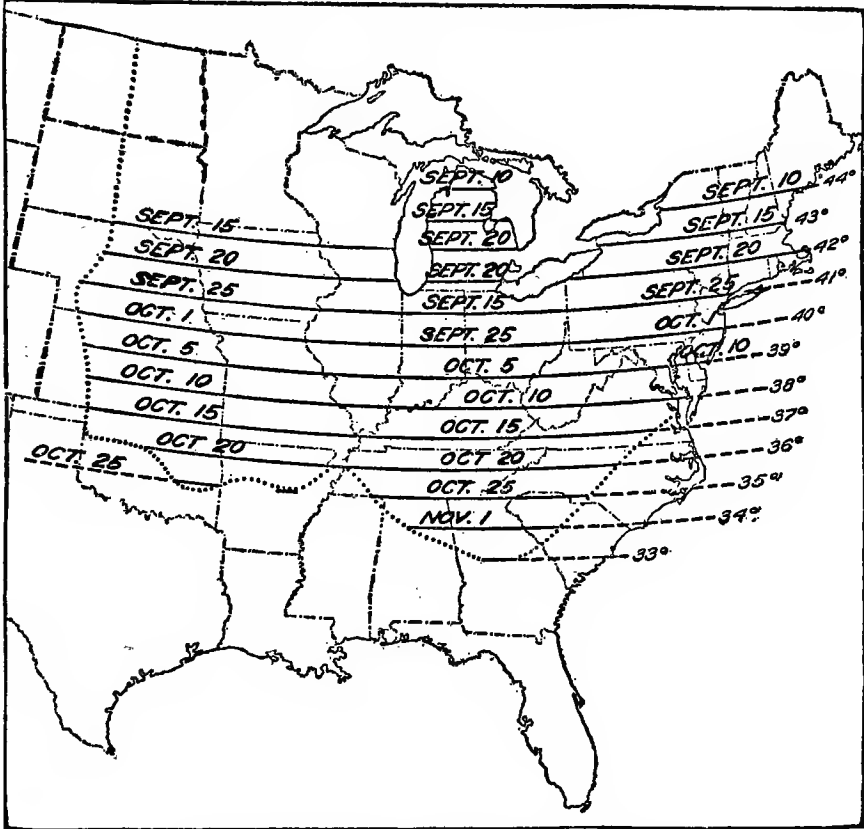 SEPT. 10
SEPT. 10
44°
SEPT. 15
SEPT. 15
SEPT. 15
43°
SEPT. 20
SEPT. 20
SEPT. 20
42°
SEPT. 20
SEPT. 25
SEPT. 15
SEPT. 25
41°
OCT. 1
SEPT. 25
OCT. 1
40°
OCT. 5
OCT. 5
OCT. 10
39°
OCT. 10
OCT. 10
38°
OCT. 15
OCT. 15
37°
OCT. 20
OCT. 20
36°
OCT. 25
OCT. 25
35°
NOV. 1
34°
33°